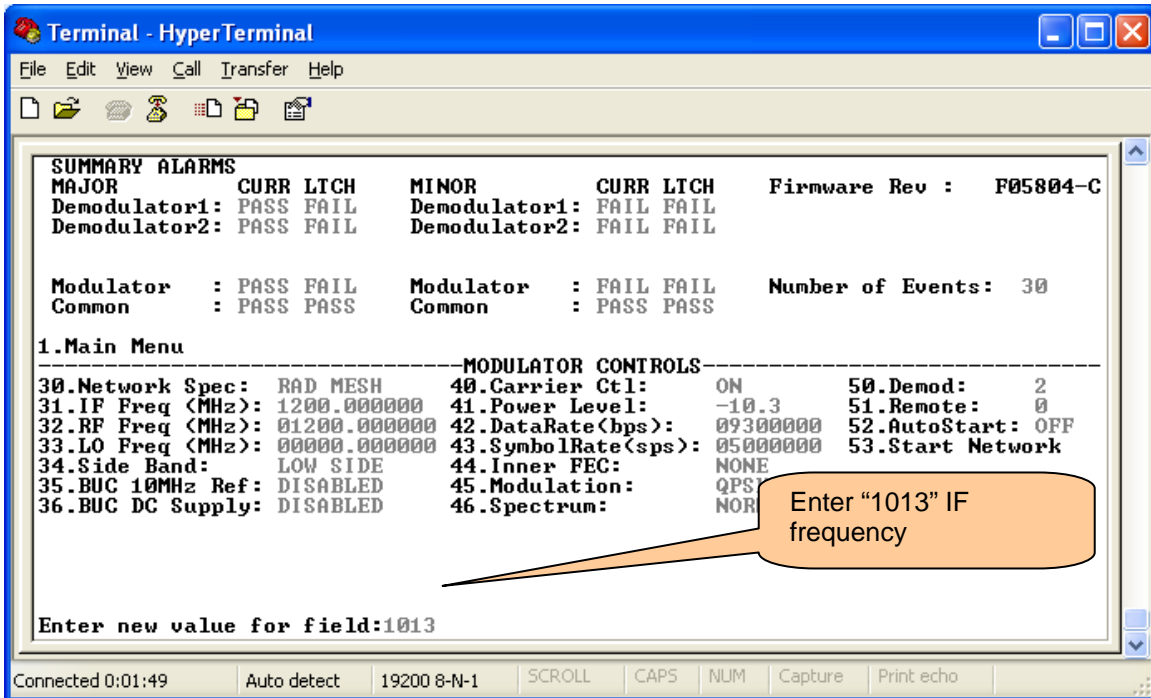 Terminal - HyperTerminal
File Edit View Call Transfer Help
SUMMARY ALARMS
MAJOR CURR LTCH MINOR CURR LTCH Firmware Rev : F05804-C
Demodulator1: PASS FAIL Demodulator1: FAIL FAIL
Demodulator2: PASS FAIL Demodulator2: FAIL FAIL
Modulator : PASS FAIL Modulator : FAIL FAIL Number of Events: 30
Common : PASS PASS Common : PASS PASS
1.Main Menu
--------------------------------MODULATOR CONTROLS------------------------------
30.Network Spec: RAD MESH 40.Carrier Ctl: ON 50.Demod: 2
31.IF Freq (MHz): 1200.000000 41.Power Level: -10.3 51.Remote: 0
32.RF Freq (MHz): 01200.000000 42.DataRate(bps): 09300000 52.AutoStart: OFF
33.LO Freq (MHz): 00000.000000 43.SymbolRate(sps): 05000000 53.Start Network
34.Side Band: LOW SIDE 44.Inner FEC: NONE
35.BUC 10MHz Ref: DISABLED 45.Modulation:
36.BUC DC Supply: DISABLED 46.Spectrum:
Enter “1013” IF
frequency
Enter new value for field:1013
Connected 0:01:49 Auto detect 19200 8-N-1 SCROLL CAPS NUM Capture Print echo